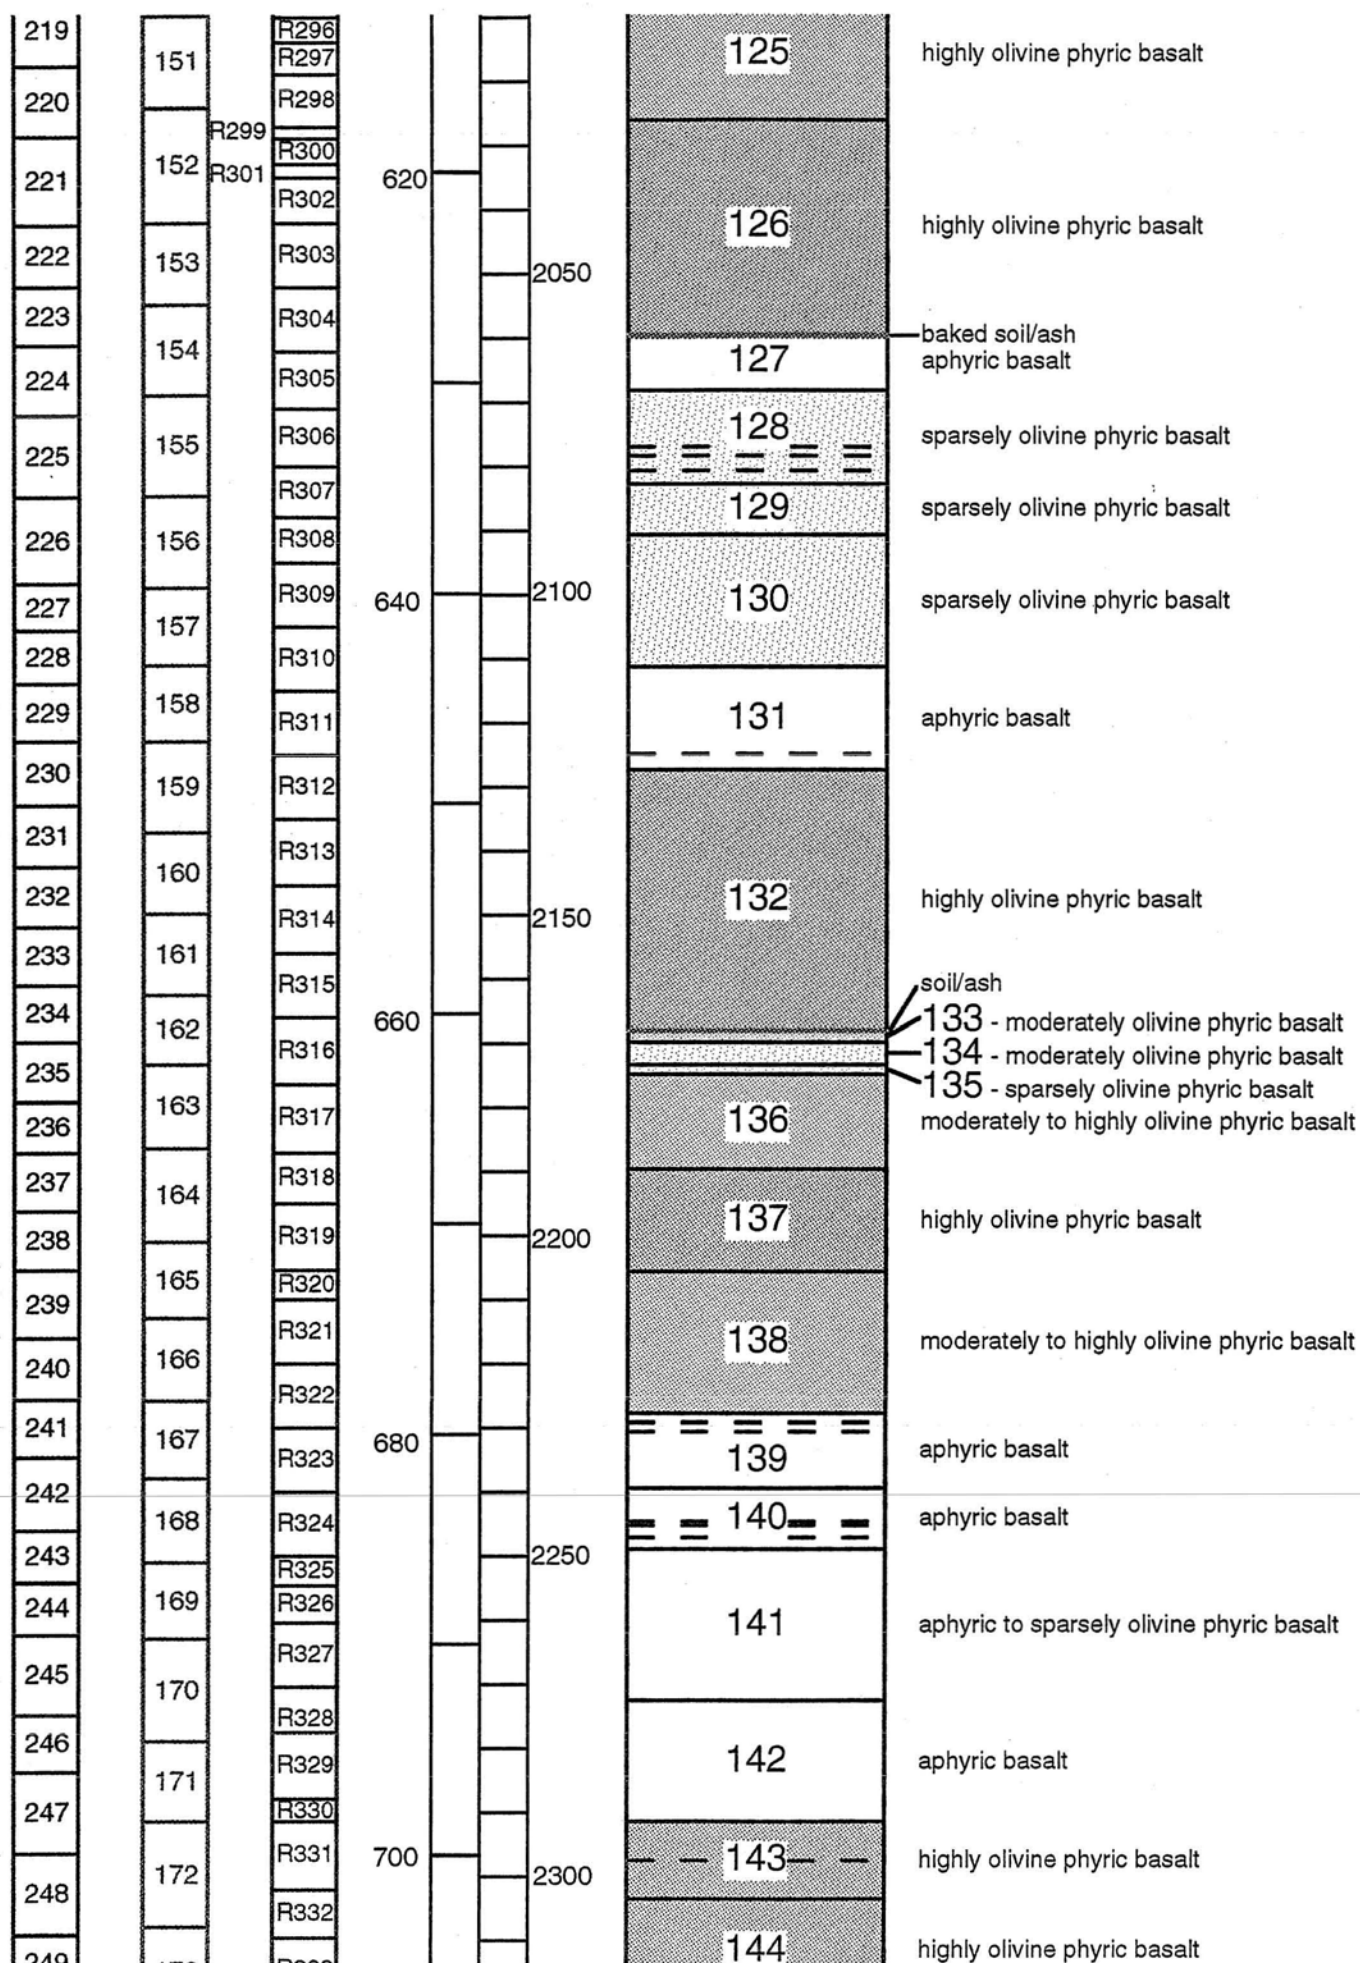 219
220
221
222
223
224
225
226
227
228
229
230
231
232
233
234
235
236
237
238
239
240
241
242
243
244
245
246
247
248
151
152
153
154
155
156
157
158
159
160
161
162
163
164
165
166
167
168
169
170
171
172
R296
R297
R298
R299
R300
R301
R302
R303
R304
R305
R306
R307
R308
R309
R310
R311
R312
R313
R314
R315
R316
R317
R318
R319
R320
R321
R322
R323
R324
R325
R326
R327
R328
R329
R330
R331
R332
620
640
660
680
700
2050
2100
2150
2200
2250
2300
125 highly olivine phyric basalt
126 highly olivine phyric basalt
baked soil/ash
127 aphyric basalt
128 sparsely olivine phyric basalt
129 sparsely olivine phyric basalt
130 sparsely olivine phyric basalt
131 aphyric basalt
132 highly olivine phyric basalt
soil/ash
133 - moderately olivine phyric basalt
134 - moderately olivine phyric basalt
135 - sparsely olivine phyric basalt
136 moderately to highly olivine phyric basalt
137 highly olivine phyric basalt
138 moderately to highly olivine phyric basalt
139 aphyric basalt
140 aphyric basalt
141 aphyric to sparsely olivine phyric basalt
142 aphyric basalt
143 highly olivine phyric basalt
144 highly olivine phyric basalt